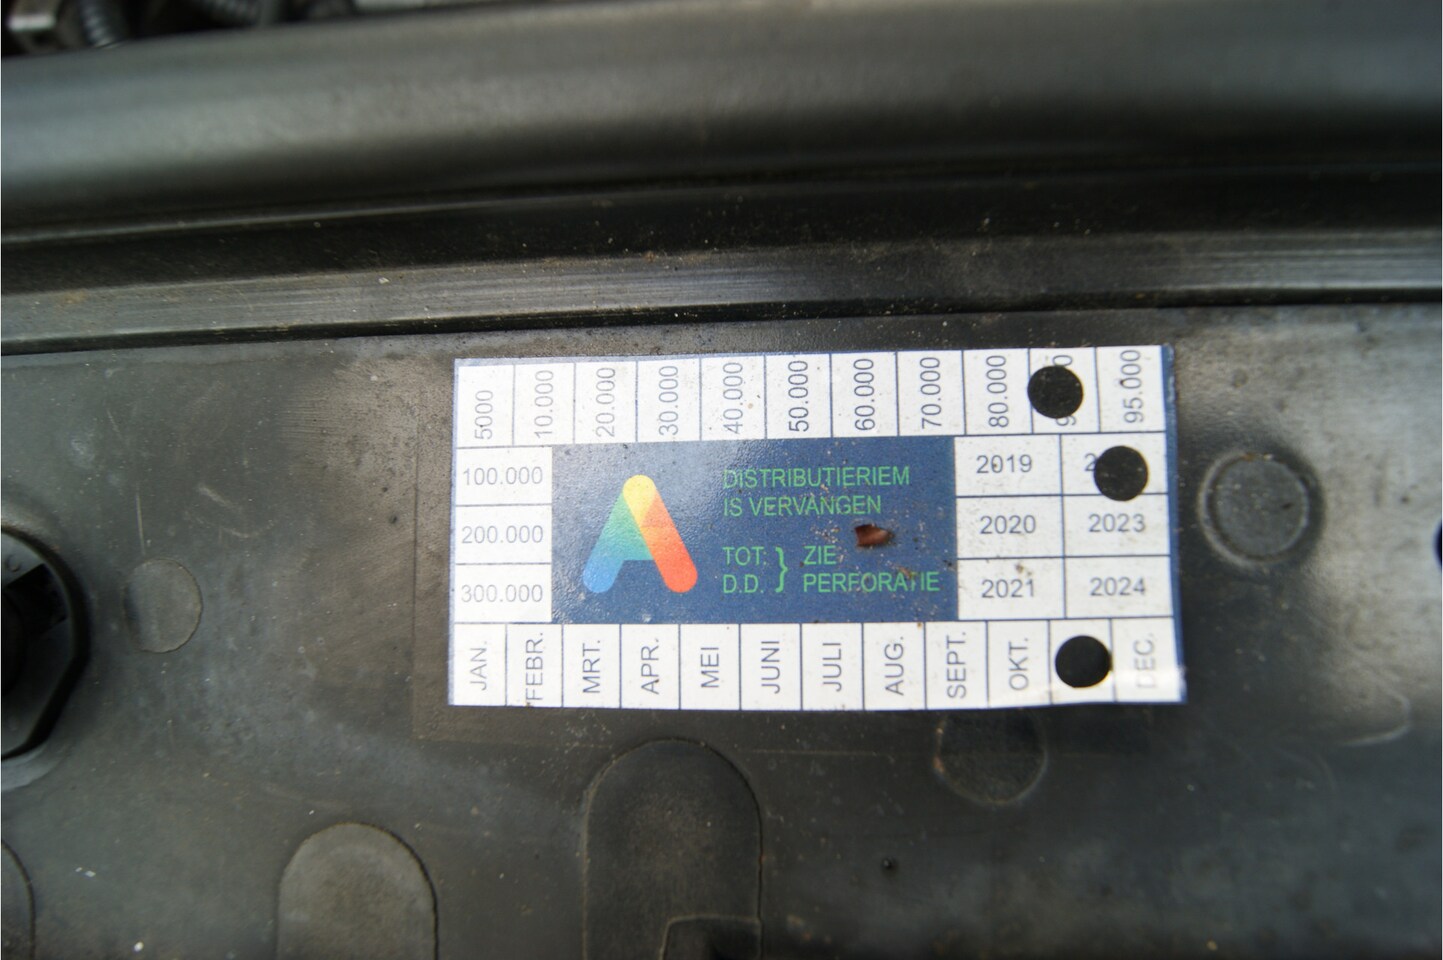 5000 10.000 20.000 30.000 40.000 50.000 60.000 70.000 80.000 95.000
100.000
200.000
300.000
DISTRIBUTIERIEM
IS VERVANGEN
TOT: } ZIE
D.D. } PERFORATIE
2019
2020 2023
2021 2024
JAN. FEBR. MRT. APR. MEI JUNI JULI AUG. SEPT. OKT. DEC.